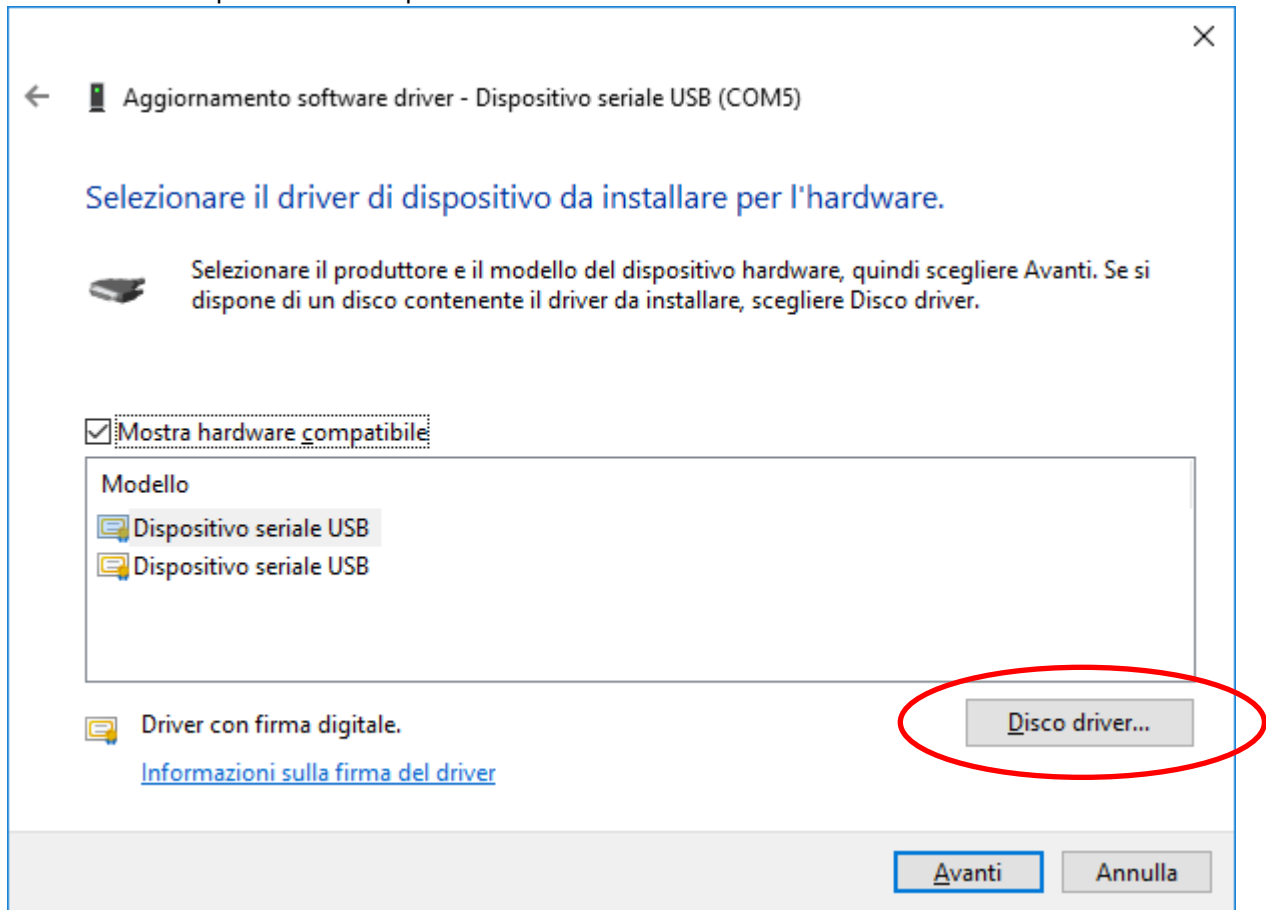 Aggiornamento software driver - Dispositivo seriale USB (COM5)
Selezionare il driver di dispositivo da installare per l'hardware.
Selezionare il produttore e il modello del dispositivo hardware, quindi scegliere Avanti. Se si
dispone di un disco contenente il driver da installare, scegliere Disco driver.
Mostra hardware compatibile
Modello
Dispositivo seriale USB
Dispositivo seriale USB
Driver con firma digitale.
Disco driver...
Informazioni sulla firma del driver
Avanti
Annulla